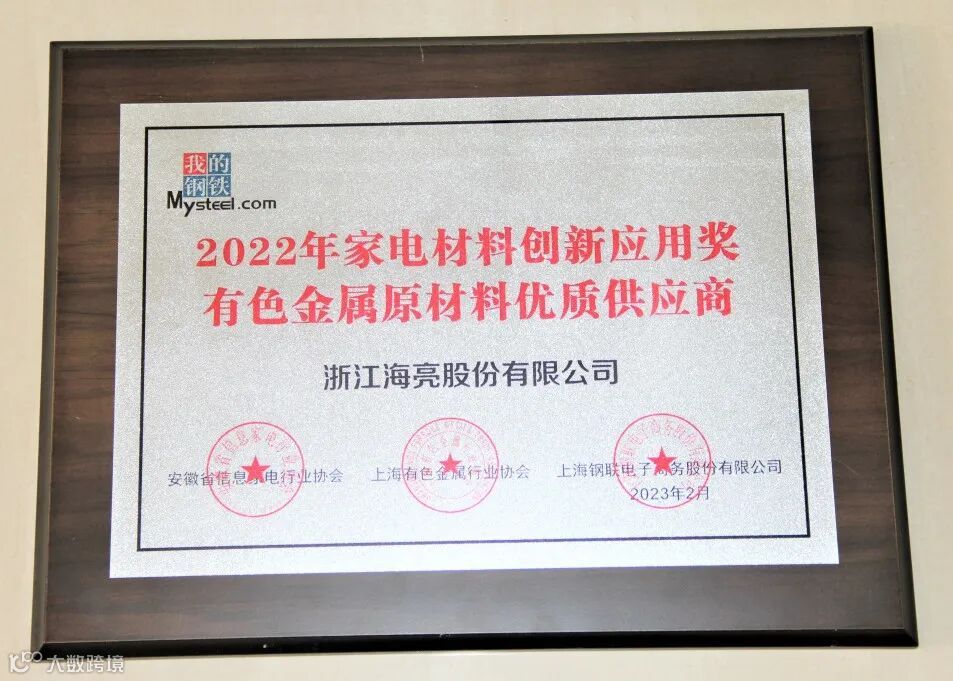 我的
钢铁
Mysteel.com
2022年家电材料创新应用奖
有色金属原材料优质供应商
浙江海亮股份有限公司
安徽省信息家电行业协会
上海有色金属行业协会
上海钢联电子商务股份有限公司
2023年2月
大数跨境